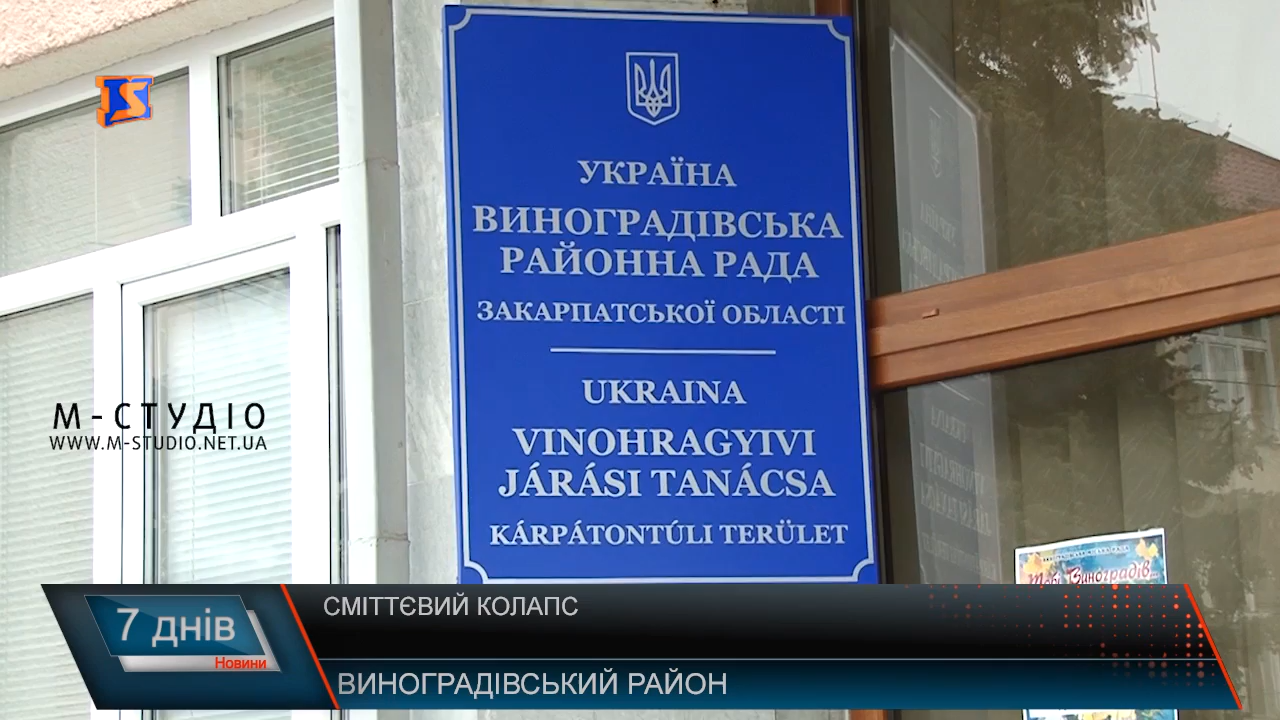 УКРАЇНА
ВИНОГРАДІВСЬКА
РАЙОННА РАДА
ЗАКАРПАТСЬКОЇ ОБЛАСТІ
UKRAINA
VINOHRAGYIVI
JÁRÁSI TANÁCSA
KÁRPÁTONTÚLI TERÜLET
М-СТУДІО
WWW.M-STUDIO.NET.UA
Виноградів
7 днів
Новини
СМІТТЄВИЙ КОЛАПС
ВИНОГРАДІВСЬКИЙ РАЙОН